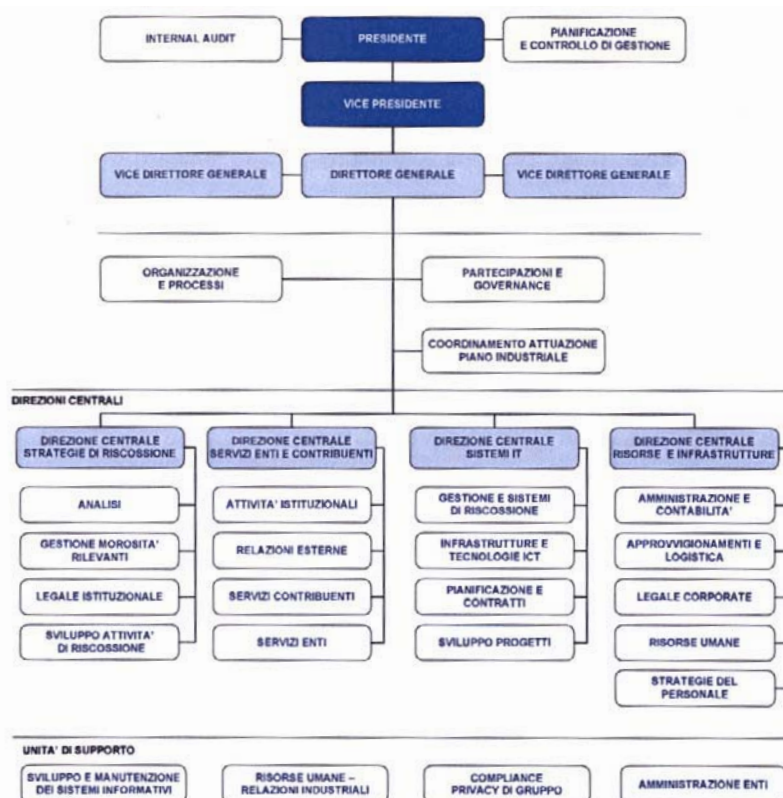 INTERNAL AUDIT
PRESIDENTE
PIANIFICAZIONE
E CONTROLLO DI GESTIONE
VICE PRESIDENTE
VICE DIRETTORE GENERALE
DIRETTORE GENERALE
VICE DIRETTORE GENERALE
ORGANIZZAZIONE
E PROCESSI
PARTECIPAZIONI E
GOVERNANCE
COORDINAMENTO ATTUAZIONE
PIANO INDUSTRIALE
DIREZIONI CENTRALI
DIREZIONE CENTRALE
STRATEGIE DI RISCOSSIONE
ANALISI
GESTIONE MOROSITA'
RILEVANTI
LEGALE ISTITUZIONALE
SVILUPPO ATTIVITA'
DI RISCOSSIONE
DIREZIONE CENTRALE
SERVIZI ENTI E CONTRIBUENTI
ATTIVITA' ISTITUZIONALI
RELAZIONI ESTERNE
SERVIZI CONTRIBUENTI
SERVIZI ENTI
DIREZIONE CENTRALE
SISTEMI IT
GESTIONE E SISTEMI
DI RISCOSSIONE
INFRASTRUTTURE E
TECNOLOGIE ICT
PIANIFICAZIONE E
CONTRATTI
SVILUPPO PROGETTI
DIREZIONE CENTRALE
RISORSE E INFRASTRUTTURE
AMMINISTRAZIONE E
CONTABILITA'
APPROVVIGIONAMENTI E
LOGISTICA
LEGALE CORPORATE
RISORSE UMANE
STRATEGIE DEL
PERSONALE
UNITA' DI SUPPORTO
SVILUPPO E MANUTENZIONE
DEI SISTEMI INFORMATIVI
RISORSE UMANE –
RELAZIONI INDUSTRIALI
COMPLIANCE
PRIVACY DI GRUPPO
AMMINISTRAZIONE ENTI